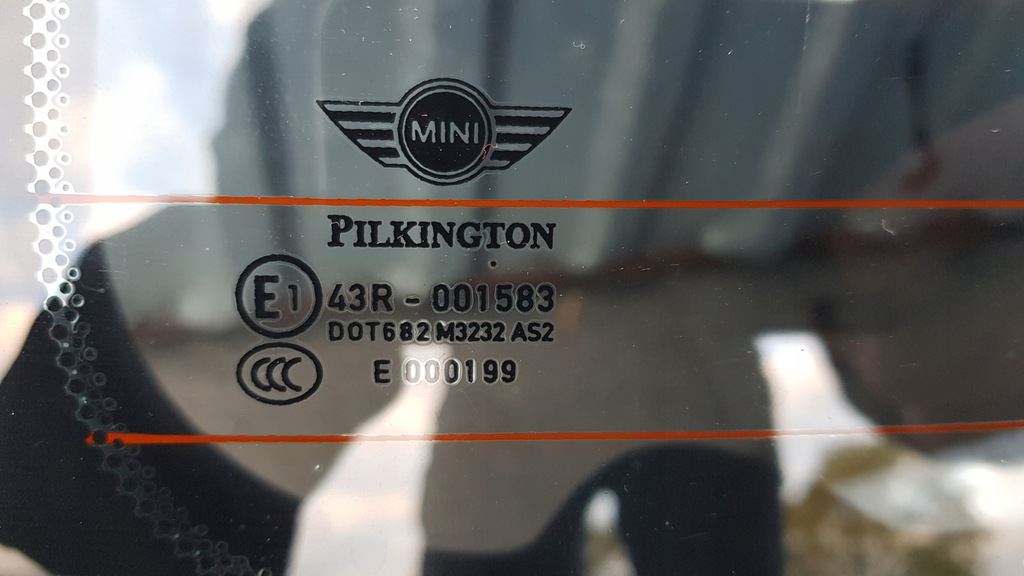 MINI
PILKINGTON
E1 43R - 001583
DOT682 M3232 AS2
CCC E 000199